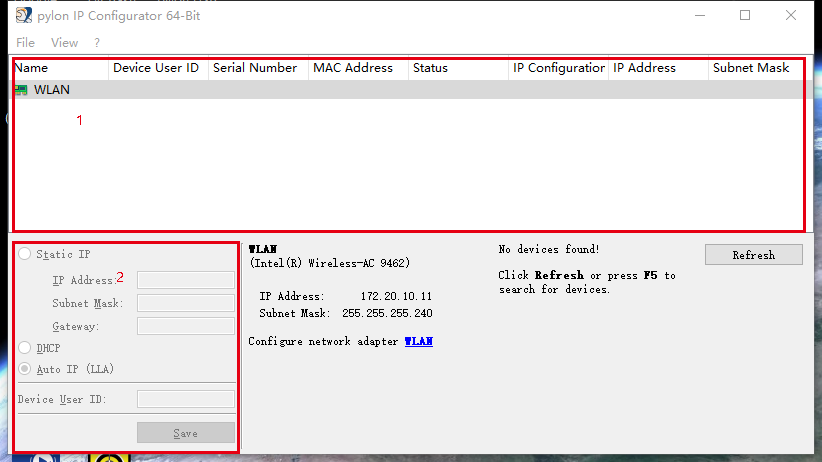 pylon IP Configurator 64-Bit
File View ?
Name Device User ID Serial Number MAC Address Status IP Configuration IP Address Subnet Mask
WLAN
1
Static IP
IP Address:
2
Subnet Mask:
Gateway:
DHCP
Auto IP (LLA)
Device User ID:
Save
WLAN
(Intel(R) Wireless-AC 9462)
IP Address: 172.20.10.11
Subnet Mask: 255.255.255.240
Configure network adapter WLAN
No devices found!
Click Refresh or press F5 to
search for devices.
Refresh